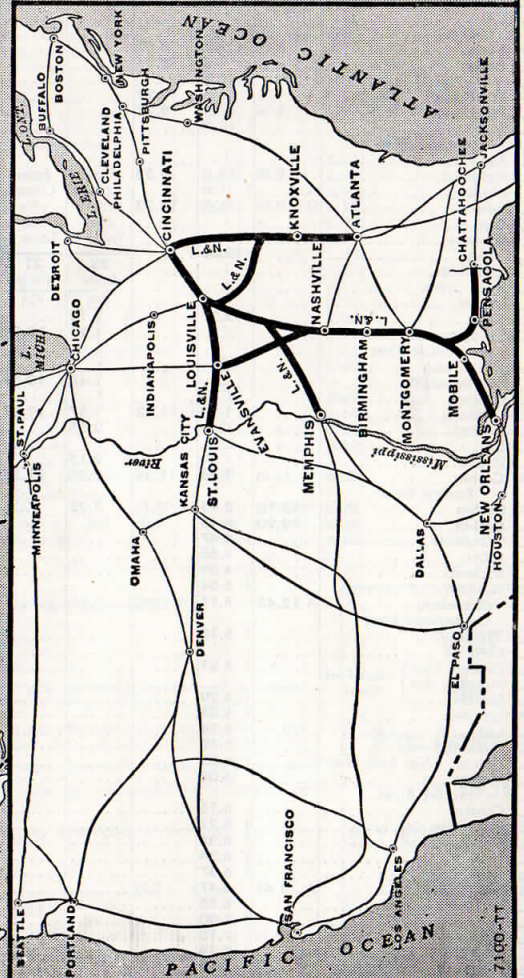 SEATTLE
PORTLAND
SAN FRANCISCO
LOS ANGELES
PACIFIC OCEAN
MINNEAPOLIS
ST. PAUL
OMAHA
DENVER
KANSAS CITY
ST. LOUIS
EL PASO
DALLAS
HOUSTON
NEW ORLEANS
River
Mississippi
L. MICH.
CHICAGO
INDIANAPOLIS
LOUISVILLE
L.&N.
EVANSVILLE
L.&N.
MEMPHIS
NASHVILLE
BIRMINGHAM
L.&N.
MONTGOMERY
MOBILE
PENSACOLA
CHATTAHOOCHEE
JACKSONVILLE
DETROIT
L. ERIE
L. ONT.
BUFFALO
BOSTON
NEW YORK
CLEVELAND
PHILADELPHIA
PITTSBURGH
WASHINGTON
CINCINNATI
L.&N.
L.&N.
KNOXVILLE
ATLANTA
ATLANTIC OCEAN
7190-TT